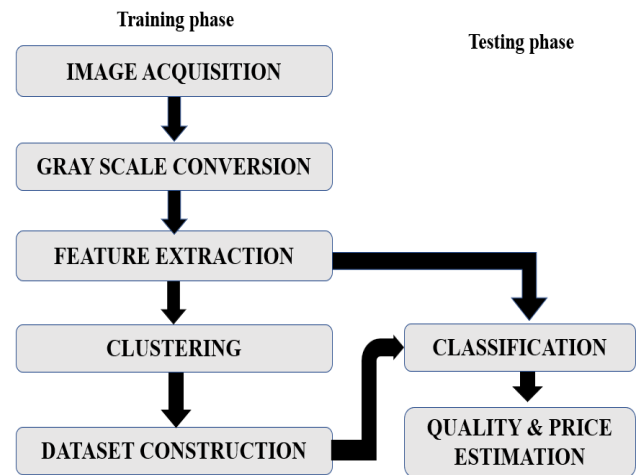 Training phase
Testing phase
IMAGE ACQUISITION
GRAY SCALE CONVERSION
FEATURE EXTRACTION
CLUSTERING
CLASSIFICATION
DATASET CONSTRUCTION
QUALITY & PRICE
ESTIMATION